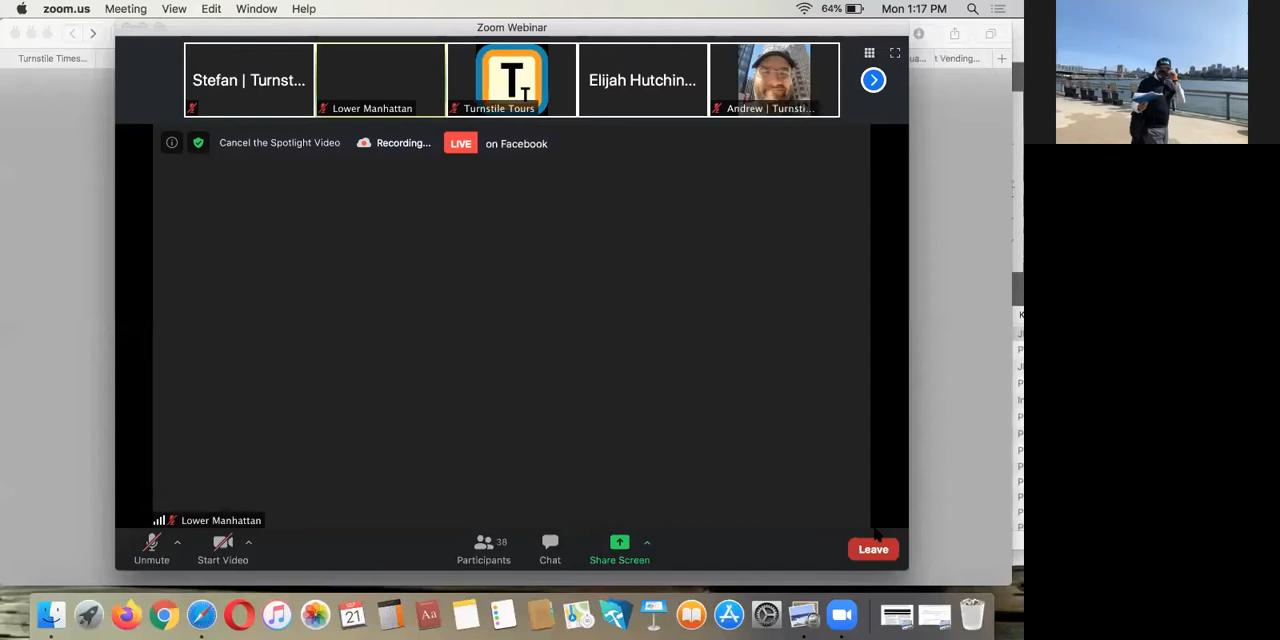 zoom.us Meeting View Edit Window Help 64% Mon 1:17 PM
Zoom Webinar
Turnstile Times...
t Vending...
Stefan | Turnst...
Lower Manhattan
T
T
Turnstile Tours
Elijah Hutchin...
Andrew | Turnsti...
Cancel the Spotlight Video Recording... LIVE on Facebook
Lower Manhattan
Unmute
Start Video
38
Participants
Chat
Share Screen
Leave
21
Aa